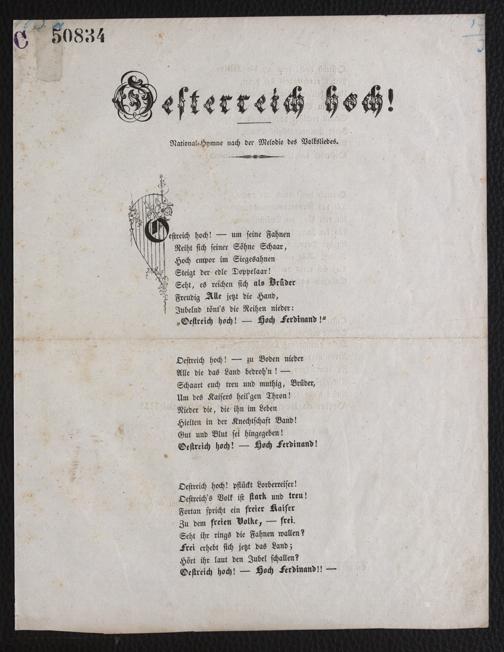 C 50834
Oesterreich hoch!
National-Hymne nach der Melodie des Volksliedes.
Oestreich hoch! — um seine Fahnen
Reiht sich seiner Söhne Schaar,
Hoch empor im Siegesahnen
Steigt der edle Doppelaar!
Seht, es reichen sich als Brüder
Freudig Alle jetzt die Hand,
Jubelnd tönt's die Reihen nieder:
„Oestreich hoch! — Hoch Ferdinand!“
Oestreich hoch! — zu Boden nieder
Alle die das Land bedroh'n! —
Schaart euch treu und muthig, Brüder,
Um des Kaisers heil'gen Thron!
Nieder die, die ihn im Leben
Hielten in der Knechtschaft Band!
Gut und Blut sei hingegeben!
Oestreich hoch! — Hoch Ferdinand!
Oestreich hoch! pflückt Lorberreiser!
Oestreich's Volk ist stark und treu!
Fortan spricht ein freier Kaiser
Zu dem freien Volke, — frei.
Seht ihr rings die Fahnen wallen?
Frei erhebt sich jetzt das Land;
Hört ihr laut den Jubel schallen?
Oestreich hoch! — Hoch Ferdinand!! —